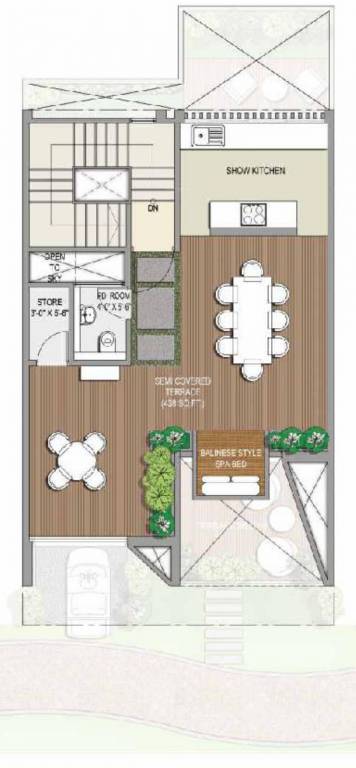 SHOW KITCHEN
DN
OPEN
TO
SKY
STORE
3'-0" X 5'-6"
PD. ROOM
4'-0" X 5'-6"
SEMI COVERED
TERRACE
(438 SQ.FT.)
BALINESE STYLE
SPA BED